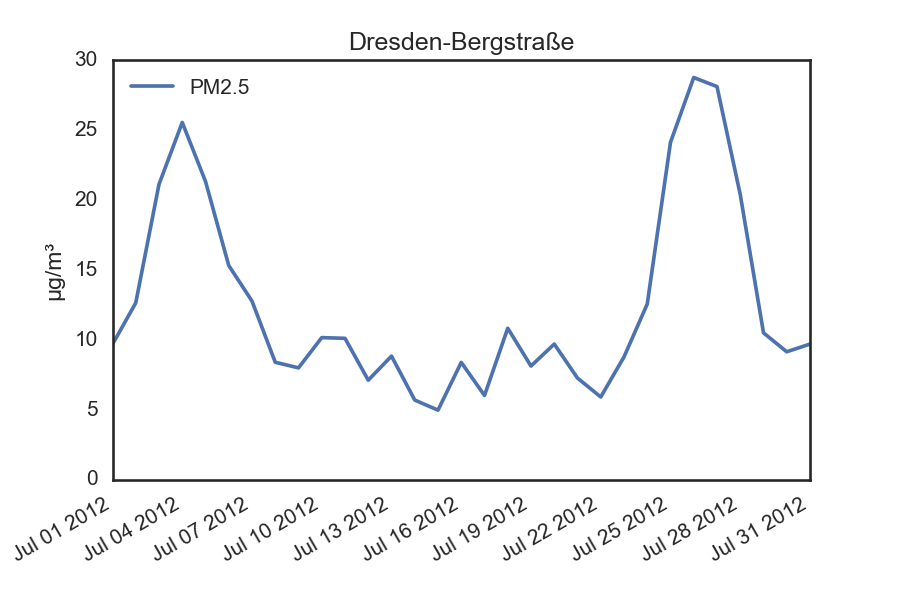 Dresden-Bergstraße
30
PM2.5
25
20
15
µg/m³
10
5
0
Jul 01 2012
Jul 04 2012
Jul 07 2012
Jul 10 2012
Jul 13 2012
Jul 16 2012
Jul 19 2012
Jul 22 2012
Jul 25 2012
Jul 28 2012
Jul 31 2012